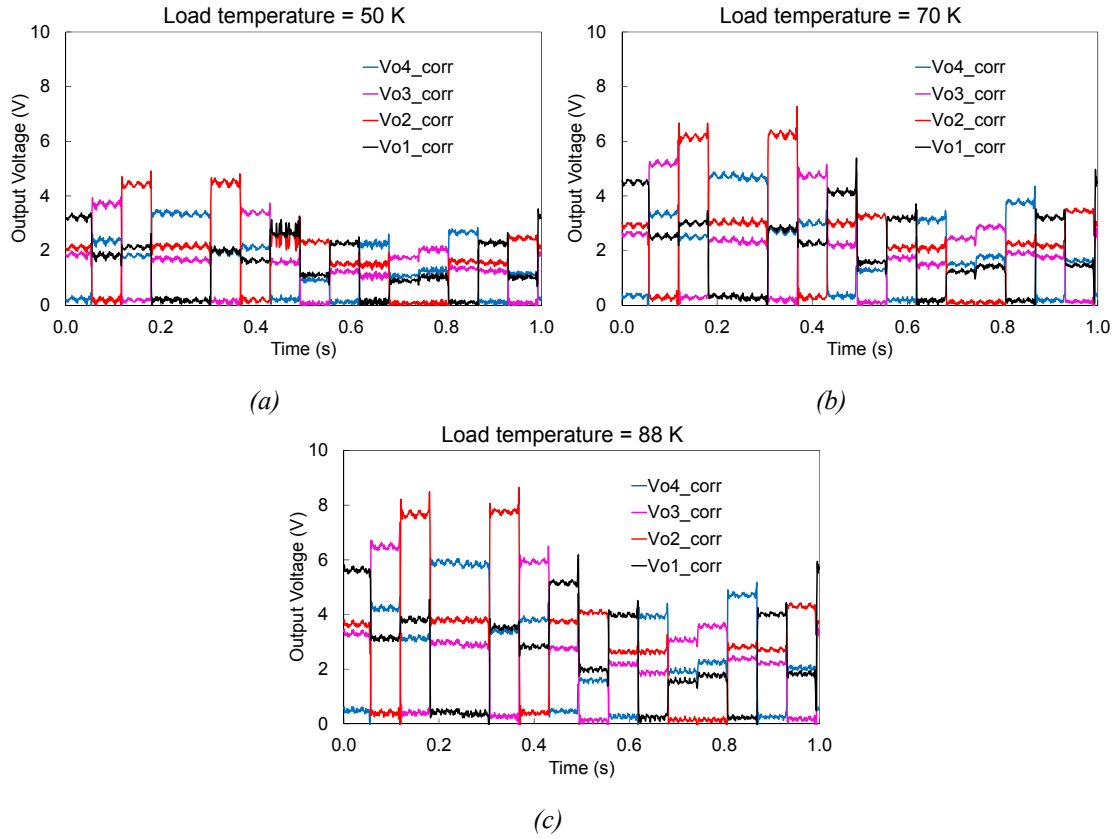 Load temperature = 50 K
10
8
6
4
2
0
Output Voltage (V)
Vo4_corr
Vo3_corr
Vo2_corr
Vo1_corr
0.0 0.2 0.4 0.6 0.8 1.0
Time (s)
(a)
Load temperature = 70 K
10
8
6
4
2
0
Output Voltage (V)
Vo4_corr
Vo3_corr
Vo2_corr
Vo1_corr
0.0 0.2 0.4 0.6 0.8 1.0
Time (s)
(b)
Load temperature = 88 K
10
8
6
4
2
0
Output Voltage (V)
Vo4_corr
Vo3_corr
Vo2_corr
Vo1_corr
0.0 0.2 0.4 0.6 0.8 1.0
Time (s)
(c)